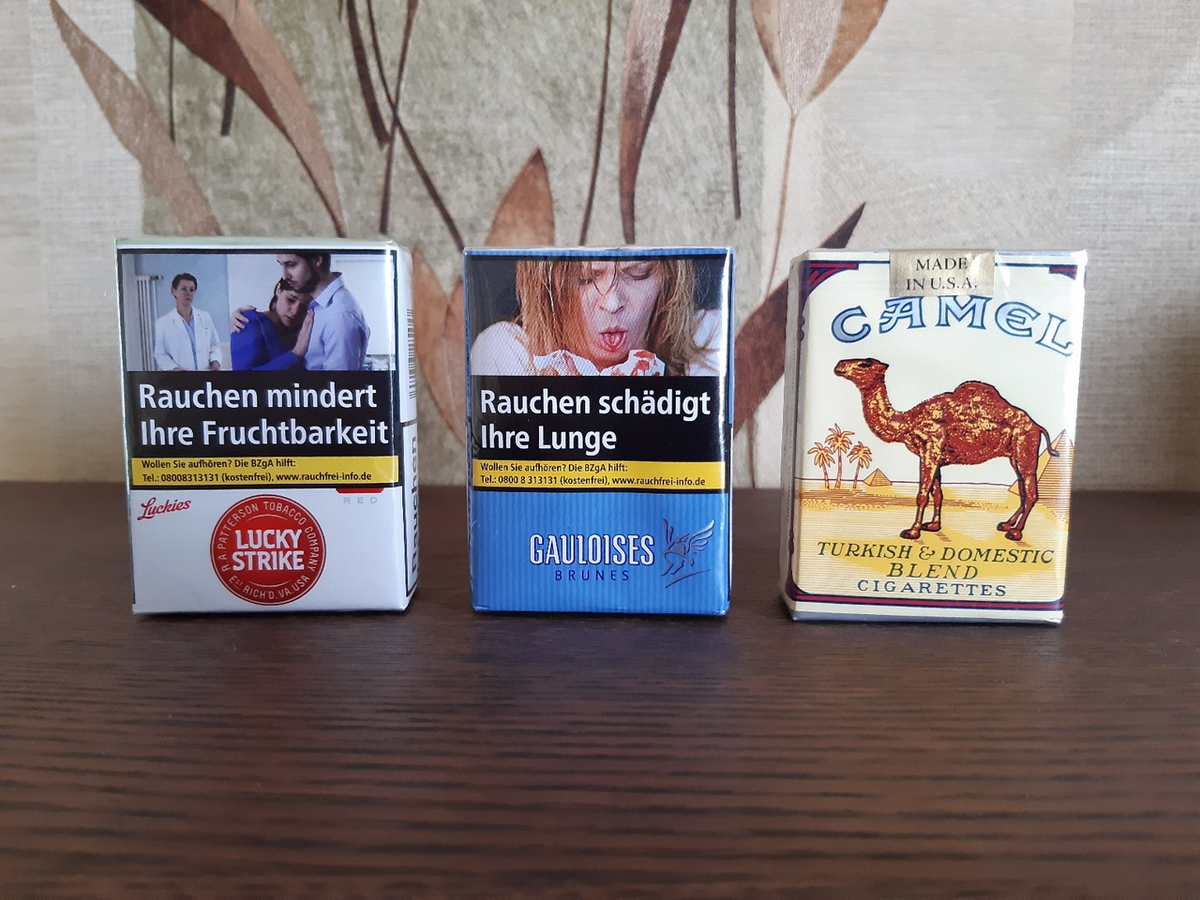 Rauchen mindert
Ihre Fruchtbarkeit
Wollen Sie aufhören? Die BZgA hilft:
Tel.: 08008313131 (kostenfrei), www.rauchfrei-info.de
Luckies
RED
R.A. PATTERSON TOBACCO COMPANY
LUCKY
STRIKE
RICH'D.VA.USA
Rauchen
Rauchen schädigt
Ihre Lunge
Wollen Sie aufhören? Die BZgA hilft:
Tel.: 0800 8 313131 (kostenfrei), www.rauchfrei-info.de
GAULOISES
BRUNES
MADE
IN U.S.A.
CAMEL
TURKISH & DOMESTIC
BLEND
CIGARETTES